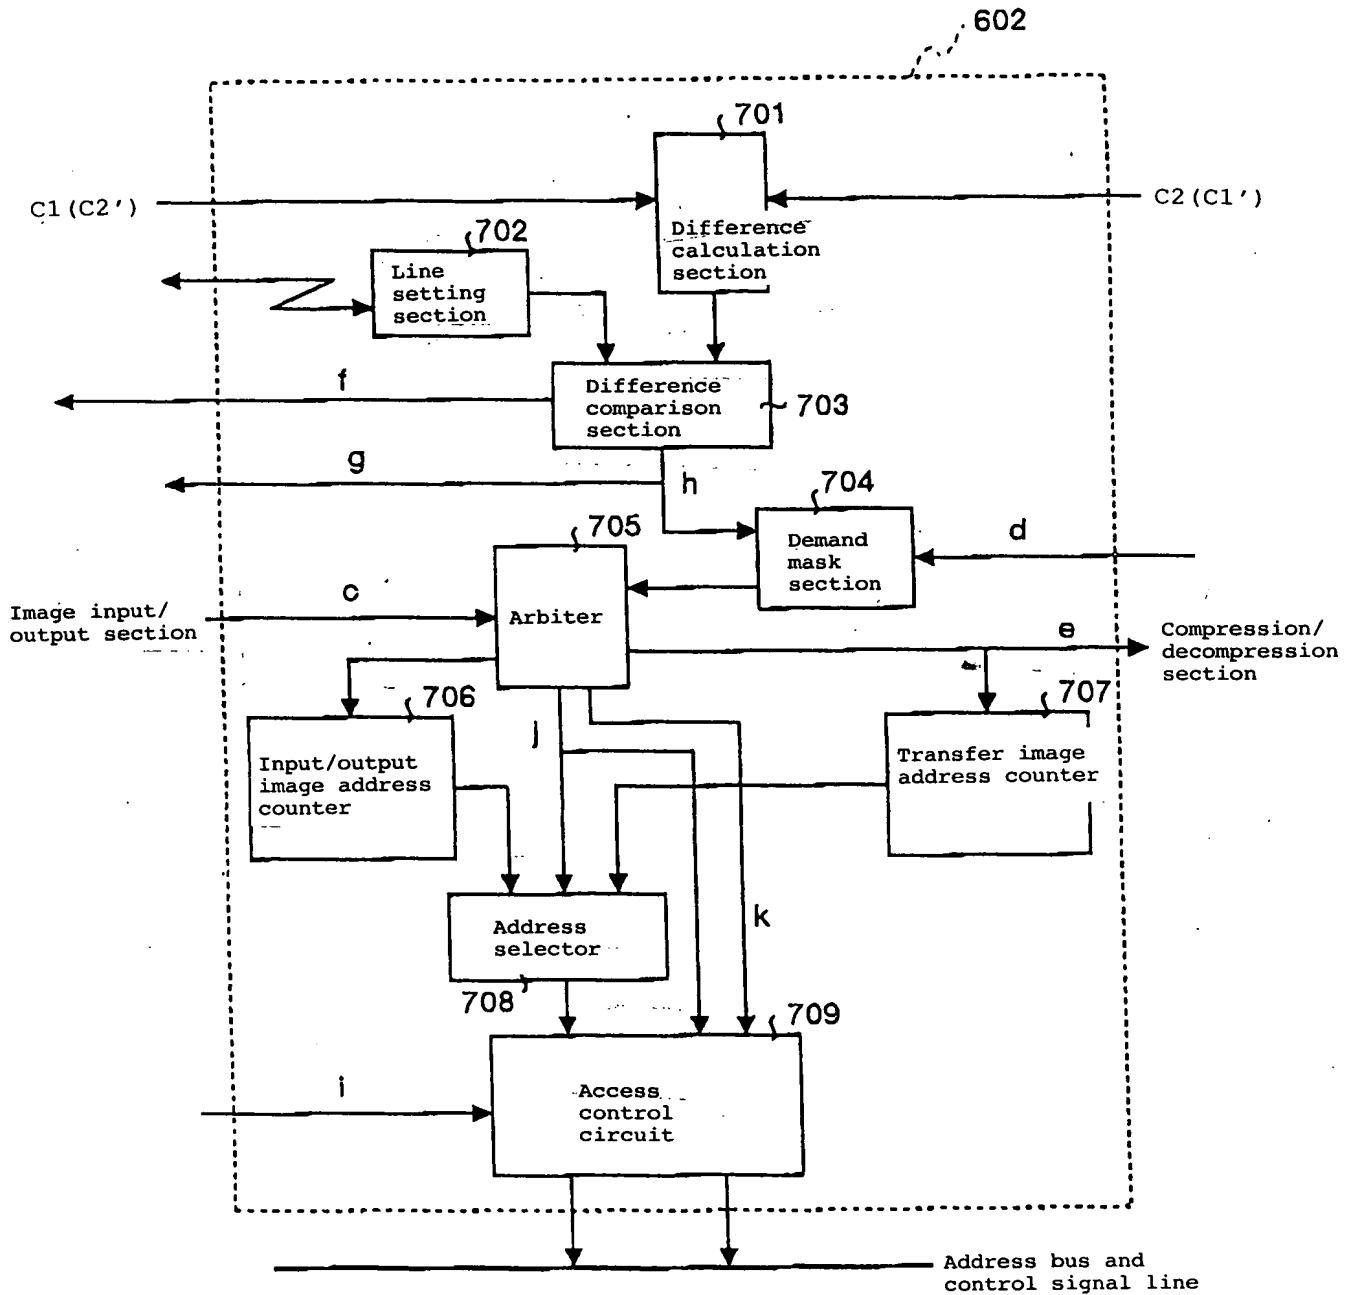 602
701
C1(C2')
C2(C1')
Difference
calculation
section
702
Line
setting
section
f
Difference
comparison
section
703
g
h
704
705
Demand
mask
section
d
c
Image input/
output section
Arbiter
e
Compression/
decompression
section
706
707
j
Input/output
image address
counter
Transfer image
address counter
k
Address
selector
708
709
i
Access
control
circuit
Address bus and
control signal line